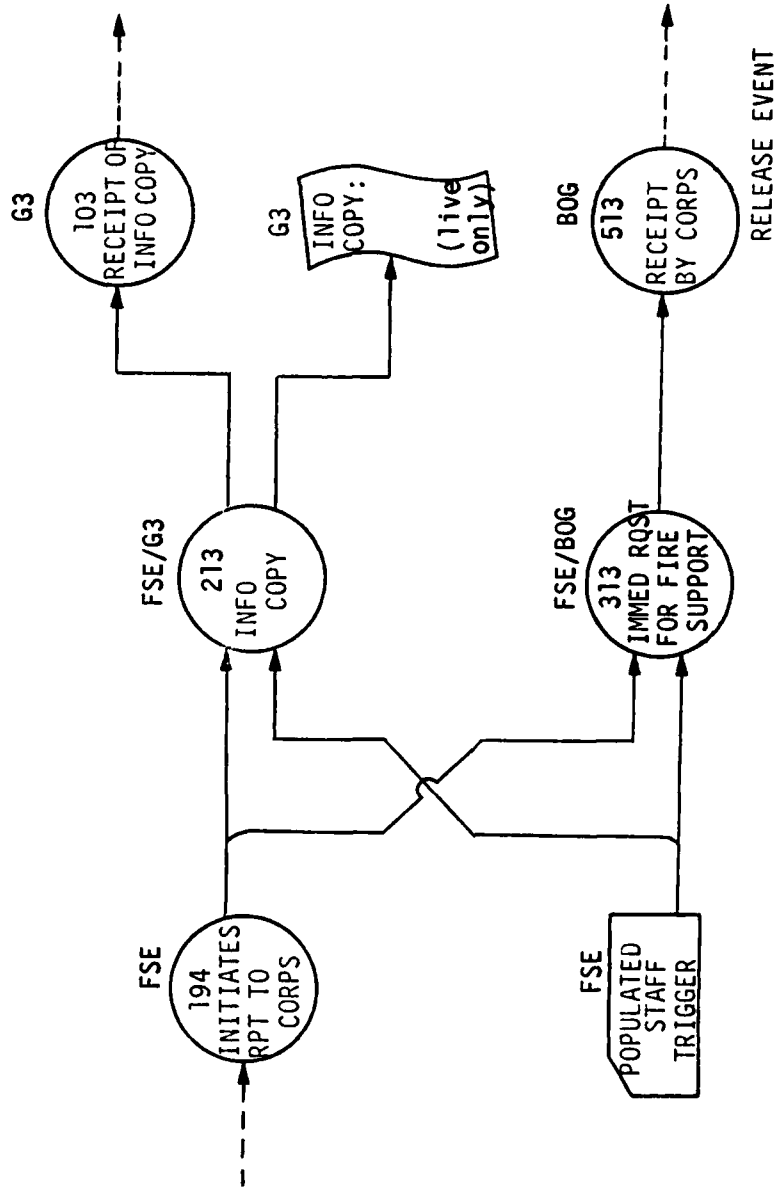 FSE
194
INITIATES
RPT TO
CORPS
FSE
POPULATED
STAFF
TRIGGER
FSE/G3
213
INFO
COPY
FSE/BOG
313
IMMED RQST
FOR FIRE
SUPPORT
G3
103
RECEIPT OF
INFO COPY
G3
INFO
COPY:
(live
only)
BOG
513
RECEIPT
BY CORPS
RELEASE EVENT